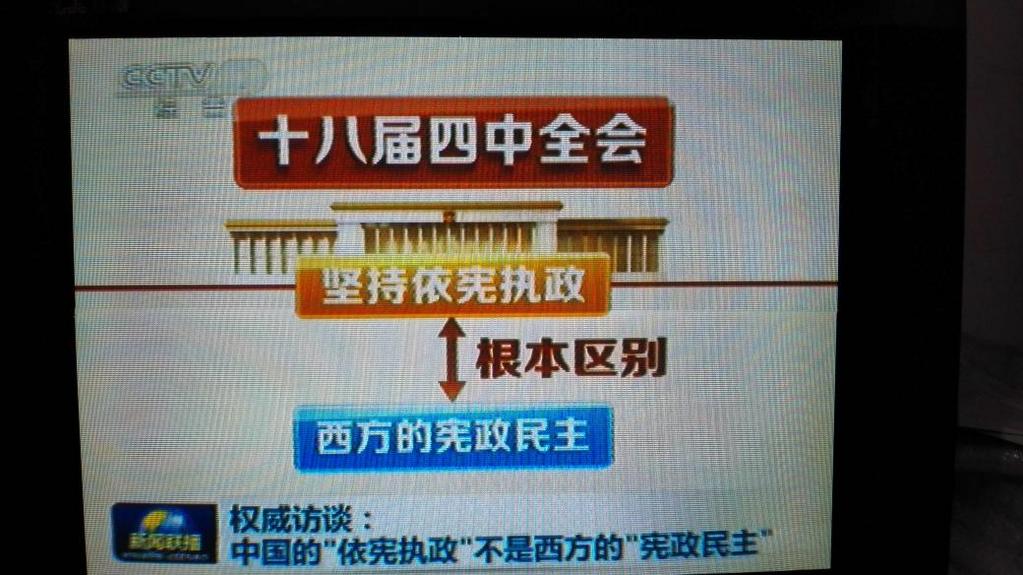 CCTV
综合
十八届四中全会
坚持依宪执政
根本区别
西方的宪政民主
新闻联播
权威访谈：
中国的"依宪执政"不是西方的"宪政民主"